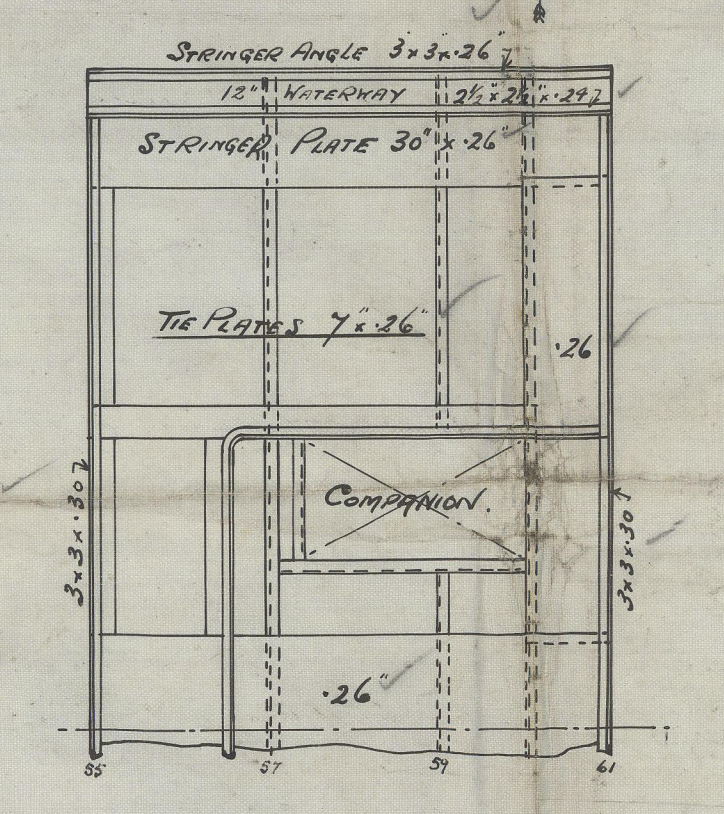 STRINGER ANGLE 3 x 3 x .26"
12" WATERWAY 2½" x 2½" x .29
STRINGER PLATE 30" x .26"
TIE PLATES 7" x .26"
.26
COMPANION.
3 x 3 x .30
3 x 3 x .30
.26"
55 57 59 61